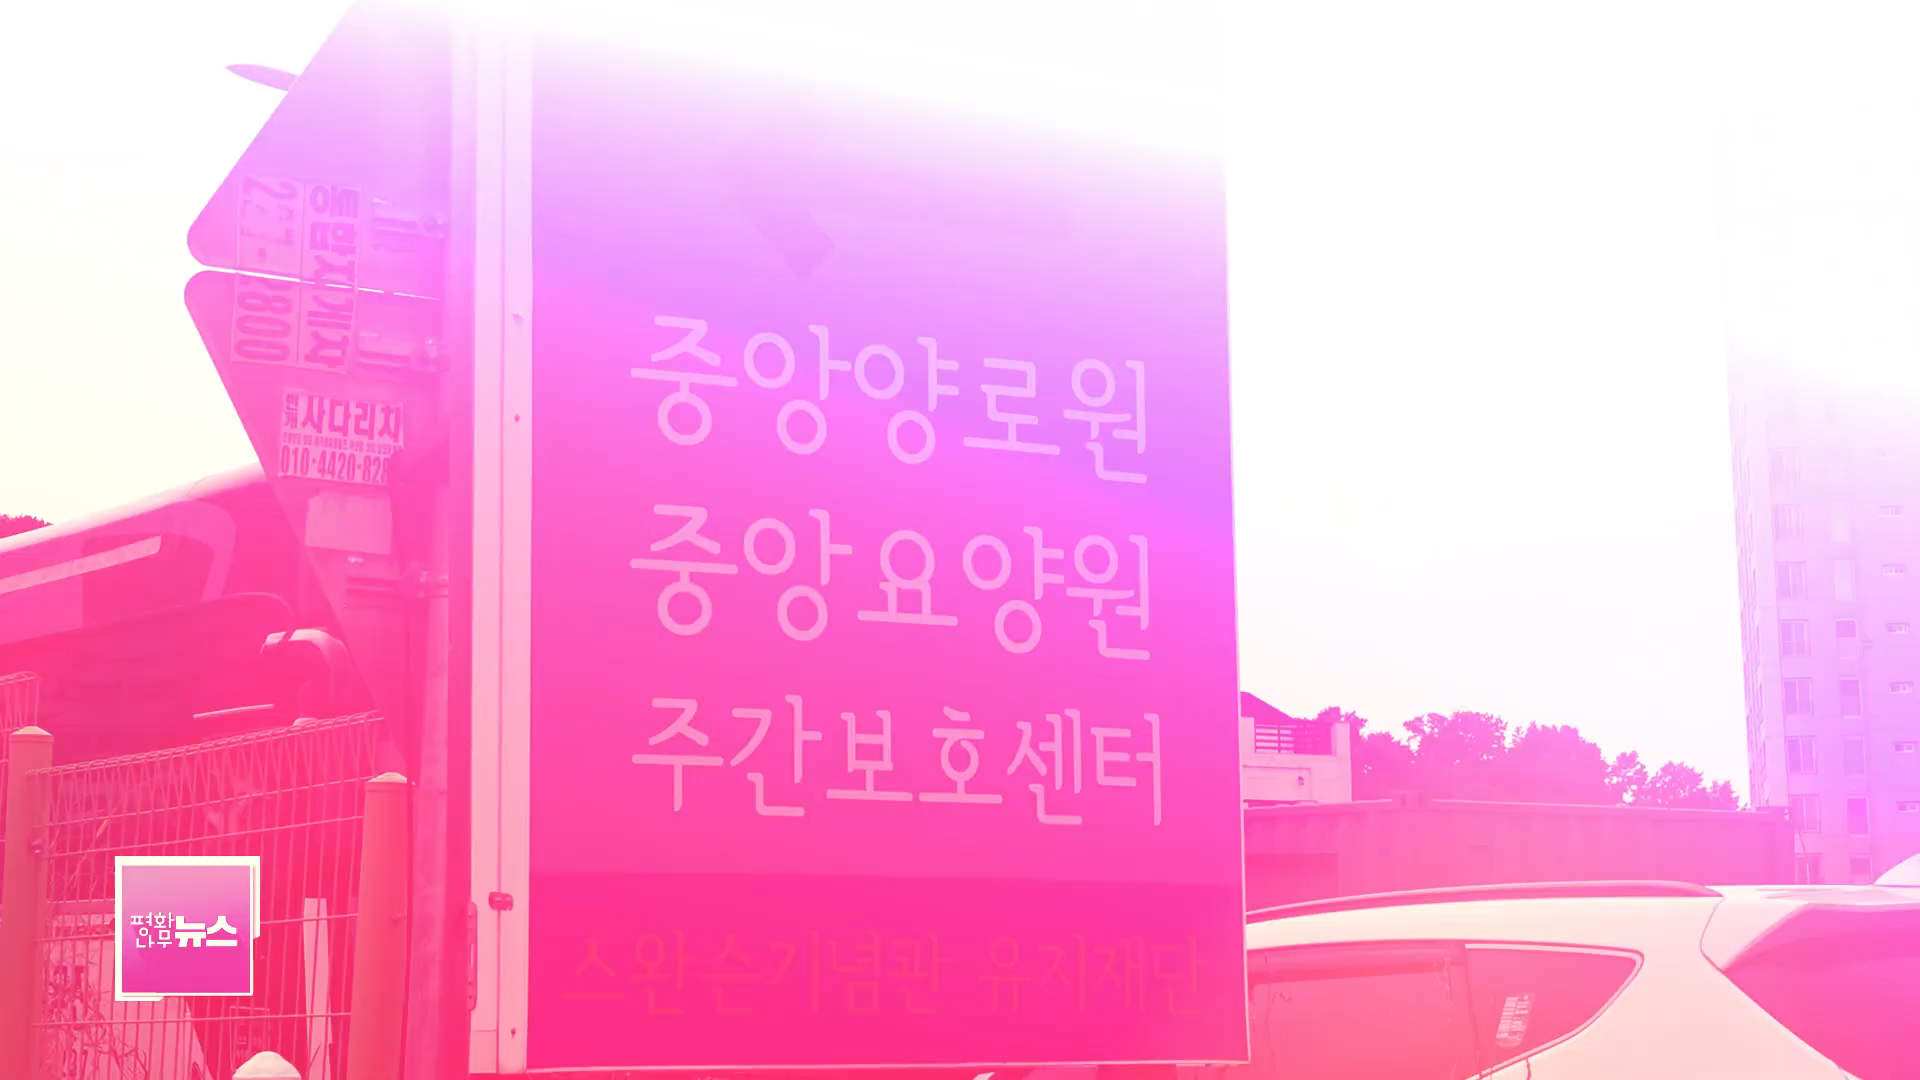 중앙양로원
중앙요양원
주간보호센터
스완슨기념관 유지재단
사다리차
010-4420-826
평화
나무
뉴스